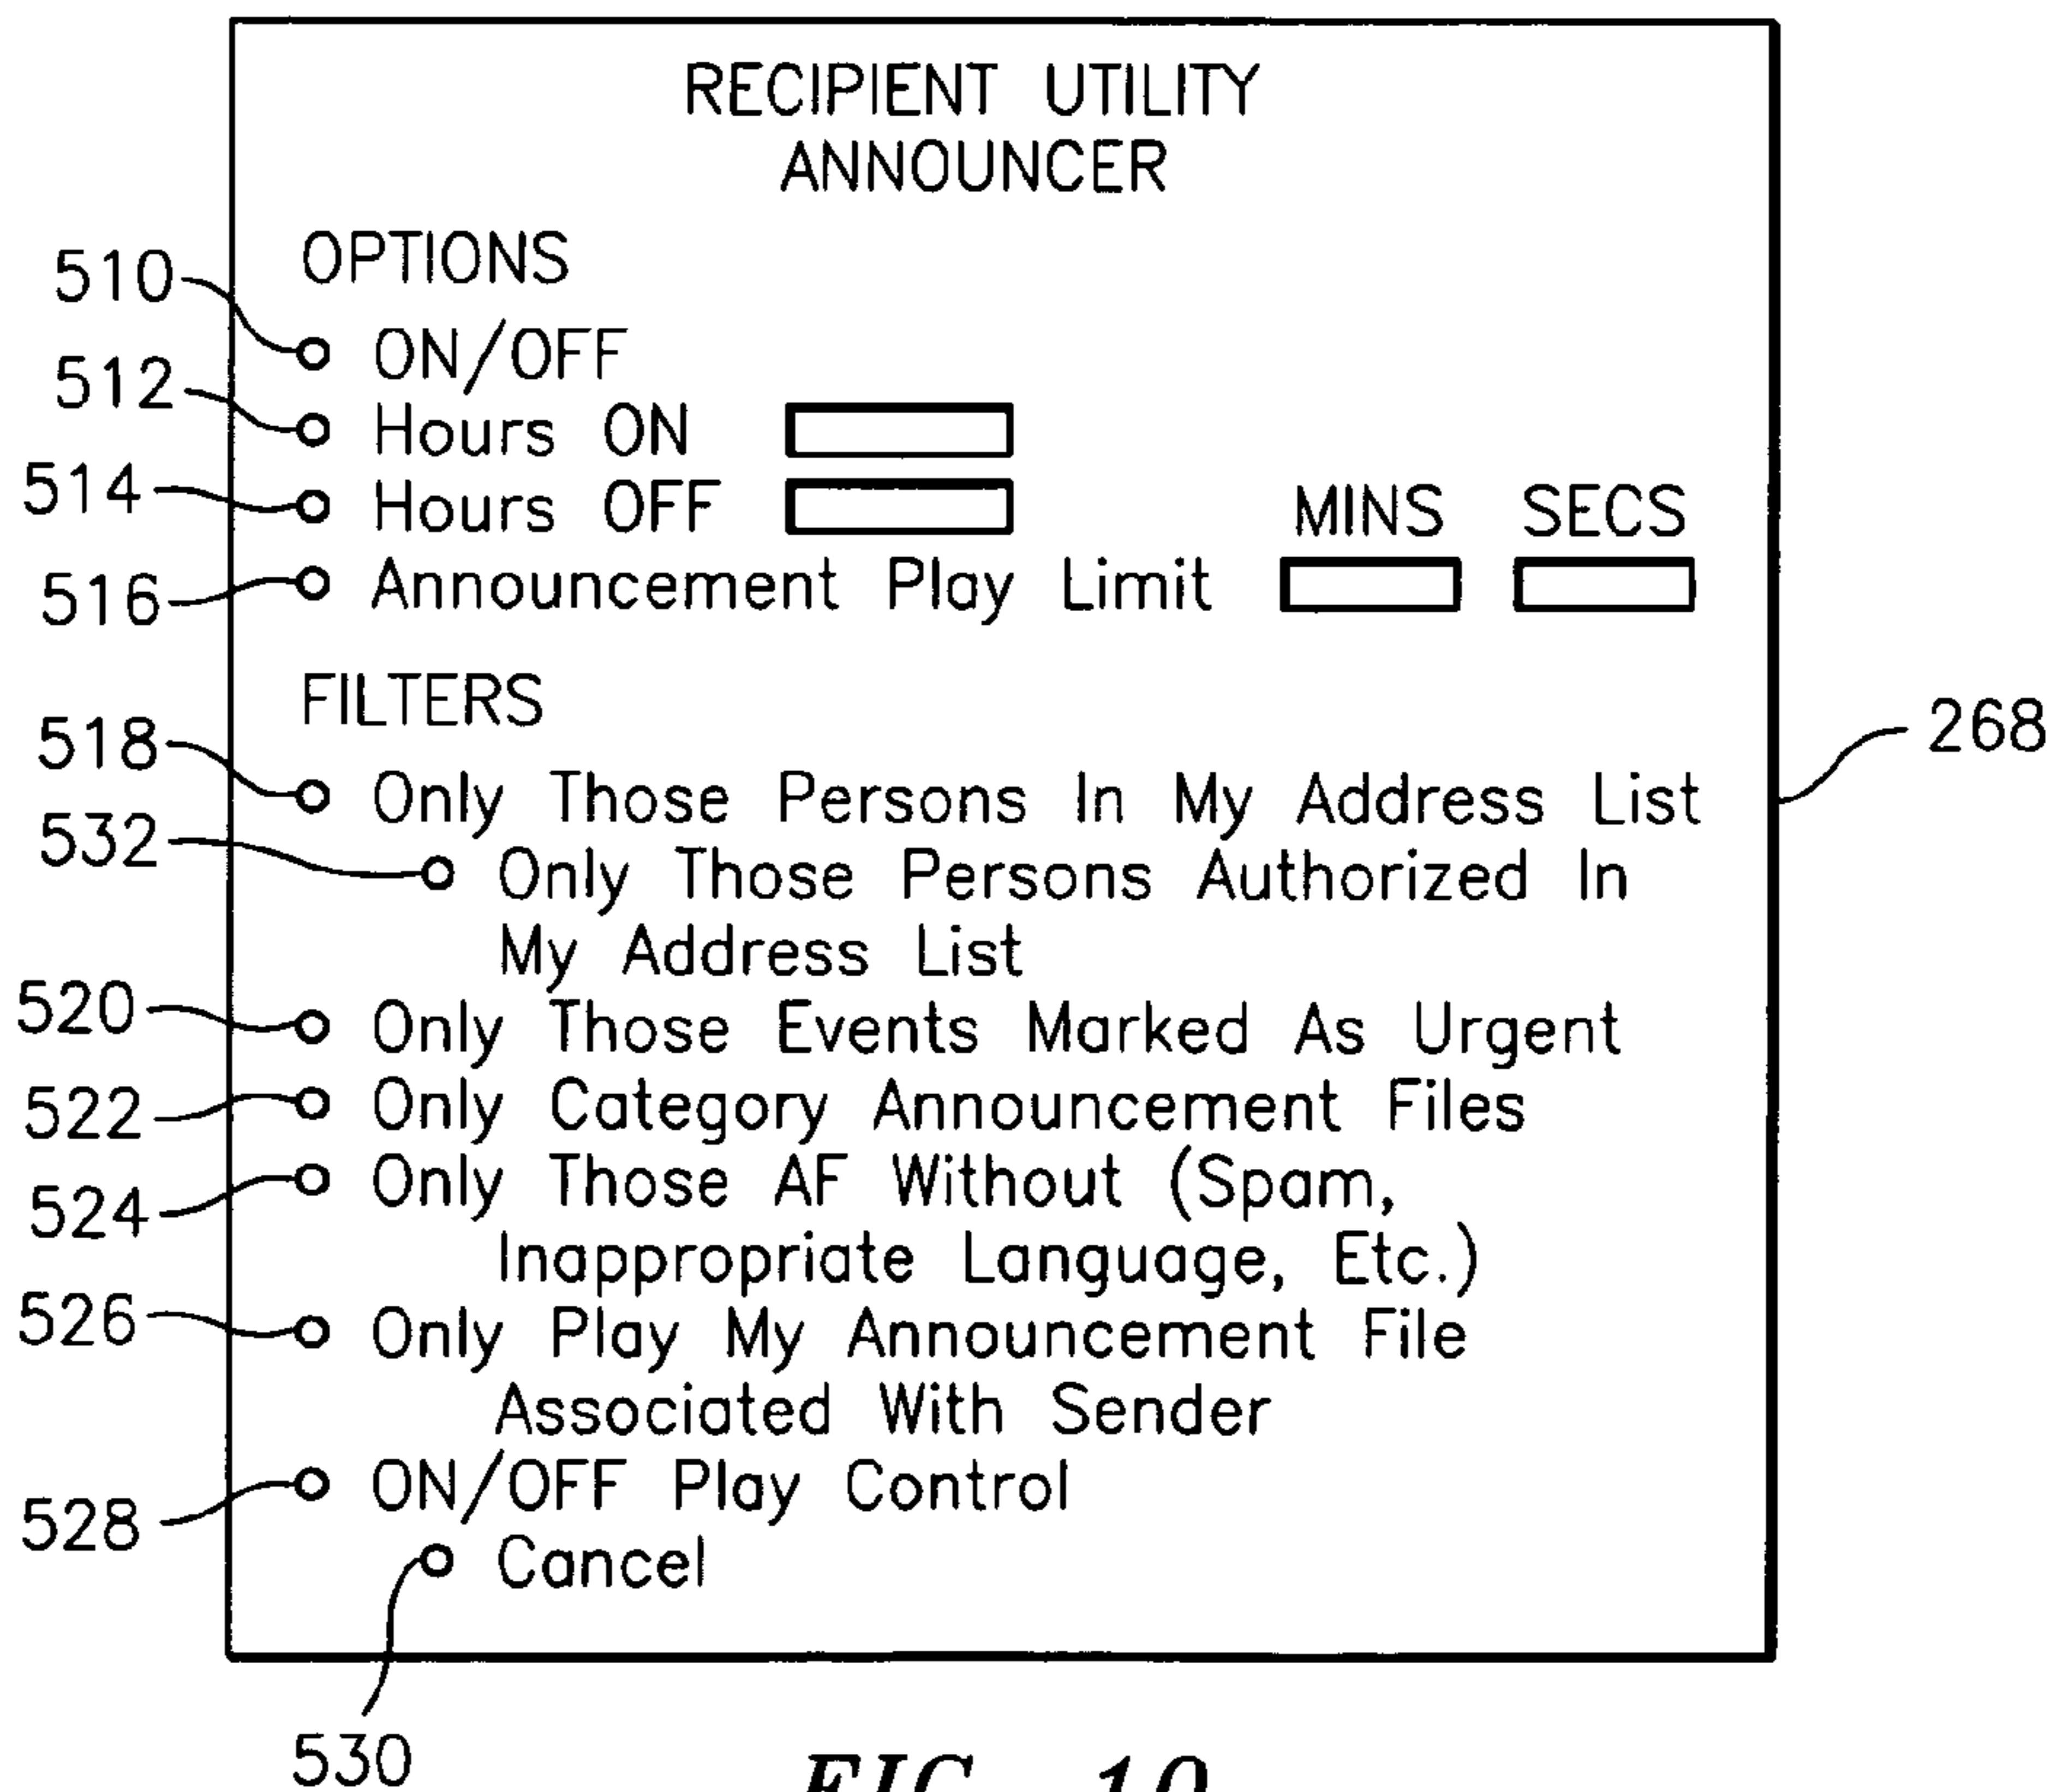 RECIPIENT UTILITY
ANNOUNCER
OPTIONS
510
ON/OFF
512
Hours ON
514
Hours OFF
MINS SECS
516
Announcement Play Limit
FILTERS
518
268
Only Those Persons In My Address List
532
Only Those Persons Authorized In
My Address List
520
Only Those Events Marked As Urgent
522
Only Category Announcement Files
524
Only Those AF Without (Spam,
Inappropriate Language, Etc.)
526
Only Play My Announcement File
Associated With Sender
528
ON/OFF Play Control
Cancel
530
FIG. 10